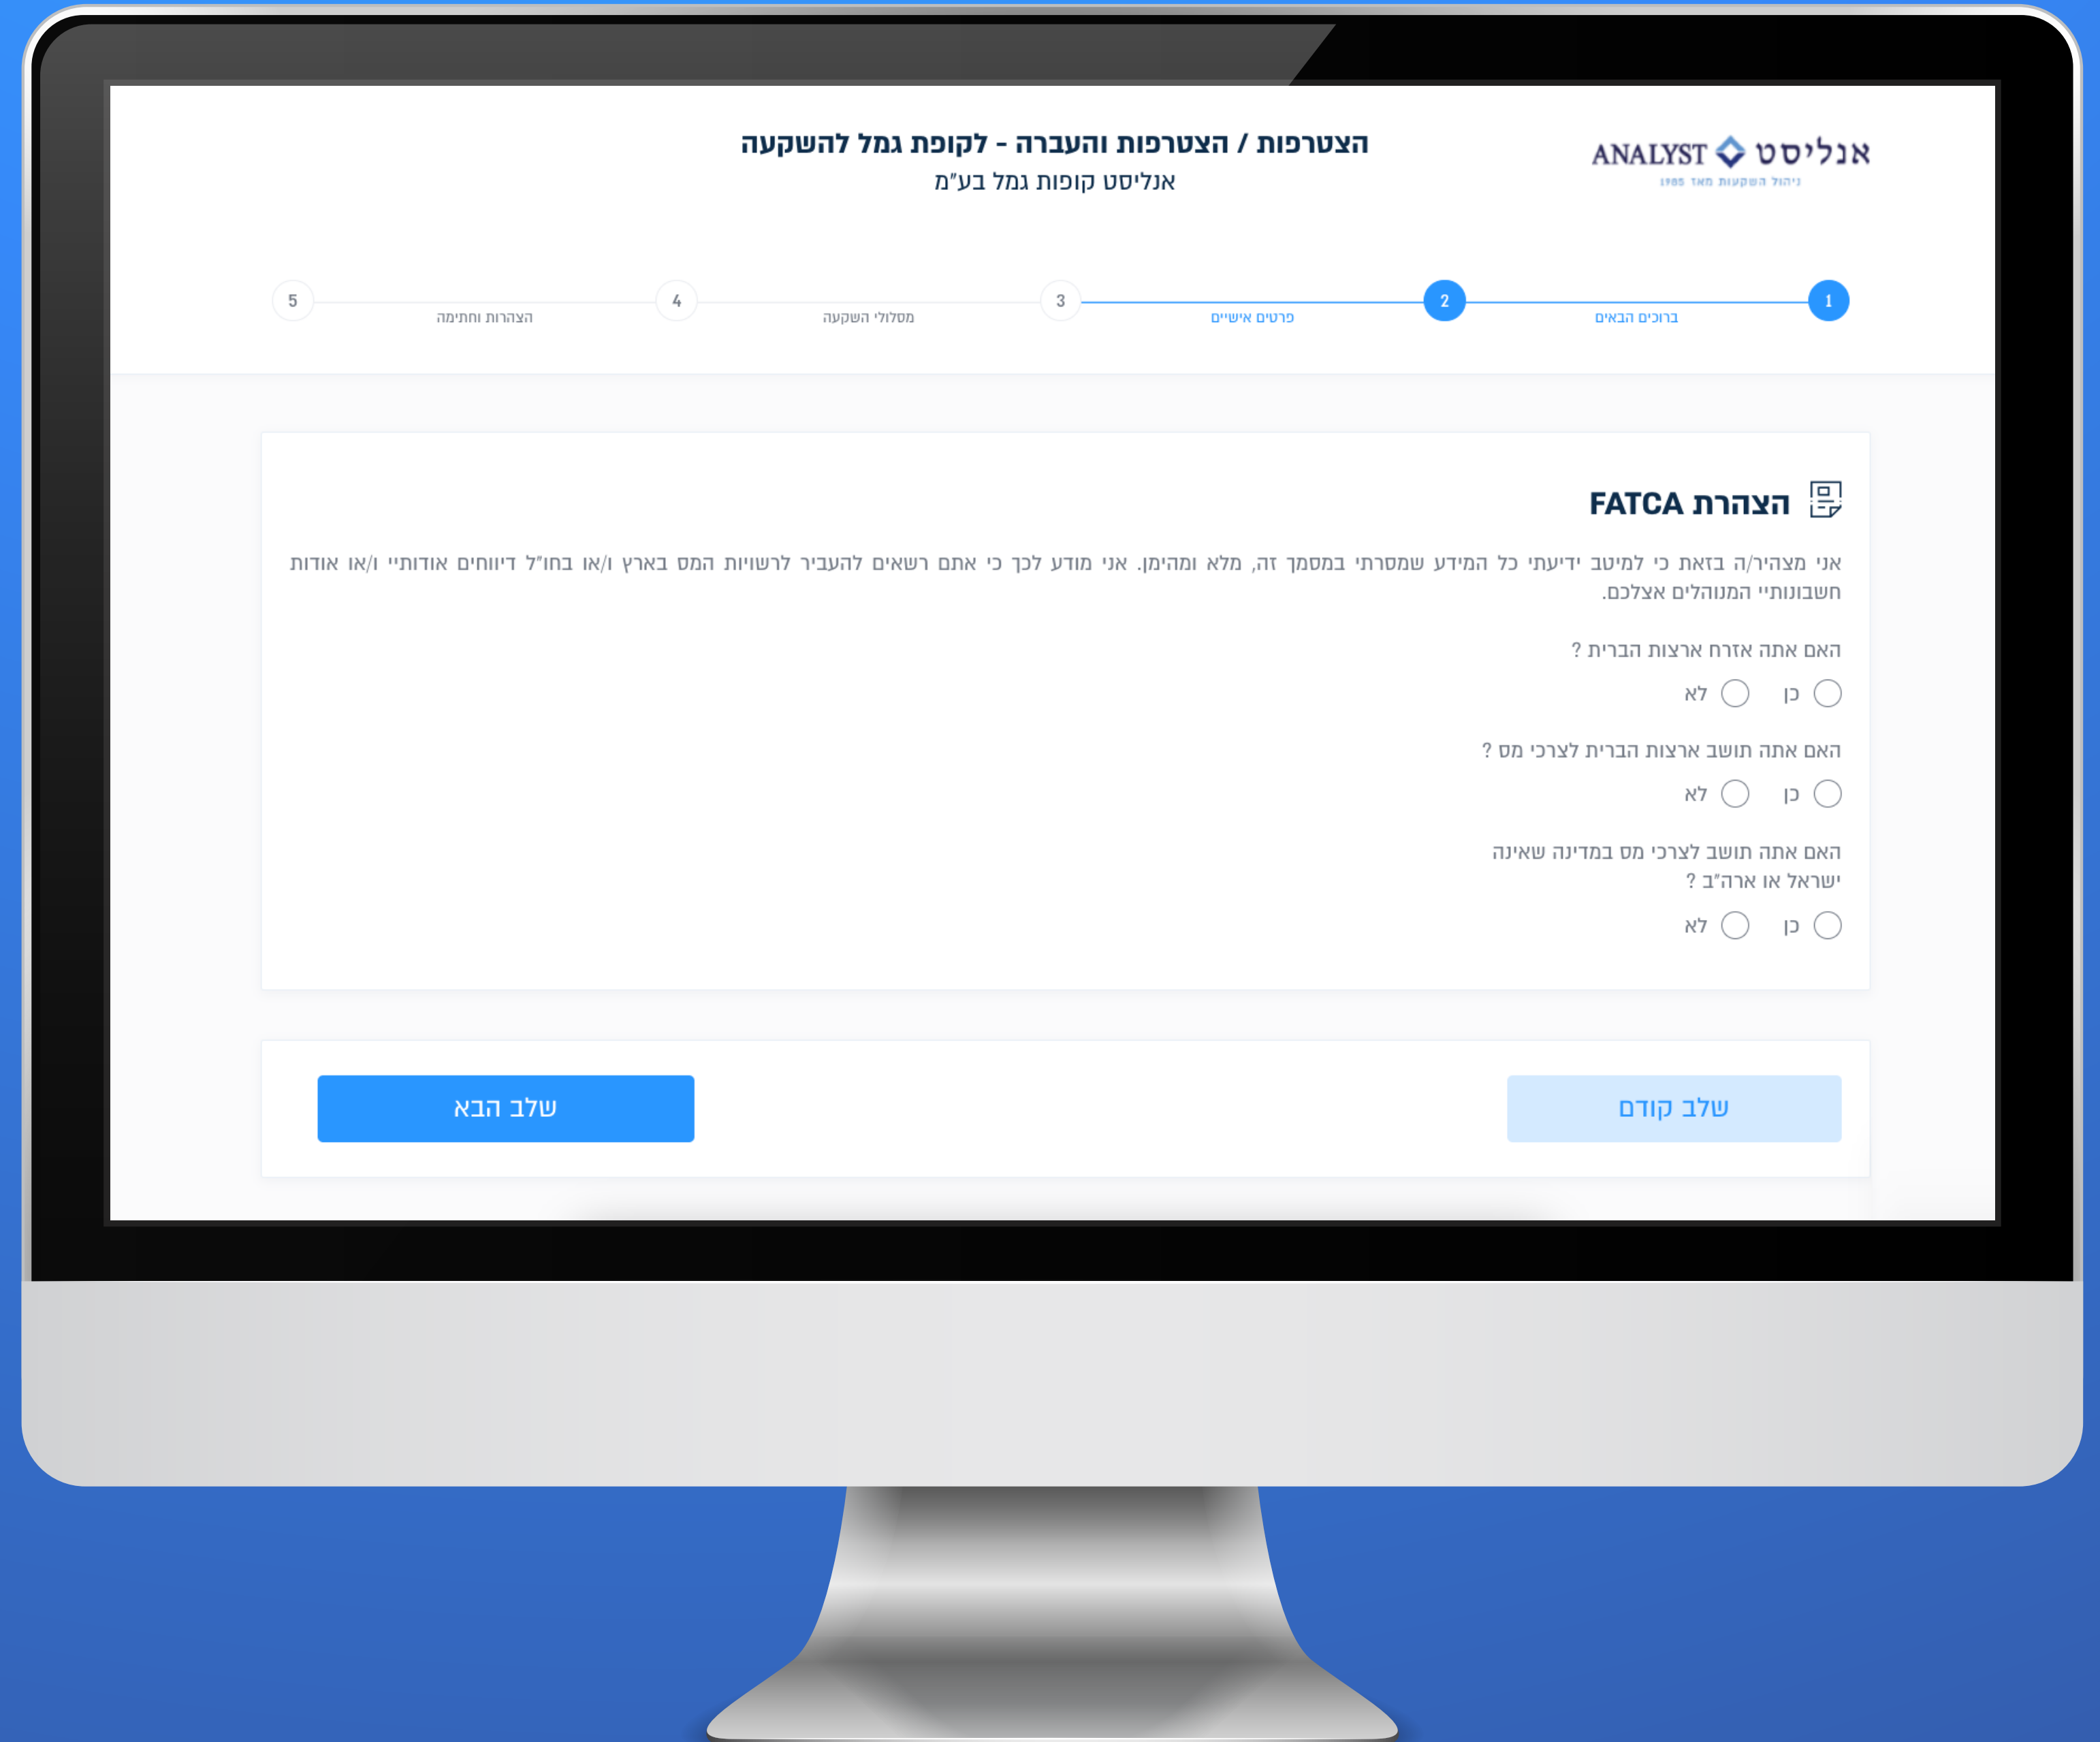 אנליסט ANALYST
ניהול השקעות מאז 1985
הצטרפות / הצטרפות והעברה - לקופת גמל להשקעה
אנליסט קופות גמל בע"מ
1
ברוכים הבאים
2
פרטים אישיים
3
מסלולי השקעה
4
הצהרות וחתימה
5
הצהרת FATCA
אני מצהיר/ה בזאת כי למיטב ידיעתי כל המידע שמסרתי במסמך זה, מלא ומהימן. אני מודע לכך כי אתם רשאים להעביר לרשויות המס בארץ ו/או בחו"ל דיווחים אודותיי ו/או אודות
חשבונותיי המנוהלים אצלכם.
האם אתה אזרח ארצות הברית ?
כן לא
האם אתה תושב ארצות הברית לצרכי מס ?
כן לא
האם אתה תושב לצרכי מס במדינה שאינה
ישראל או ארה"ב ?
כן לא
שלב קודם
שלב הבא